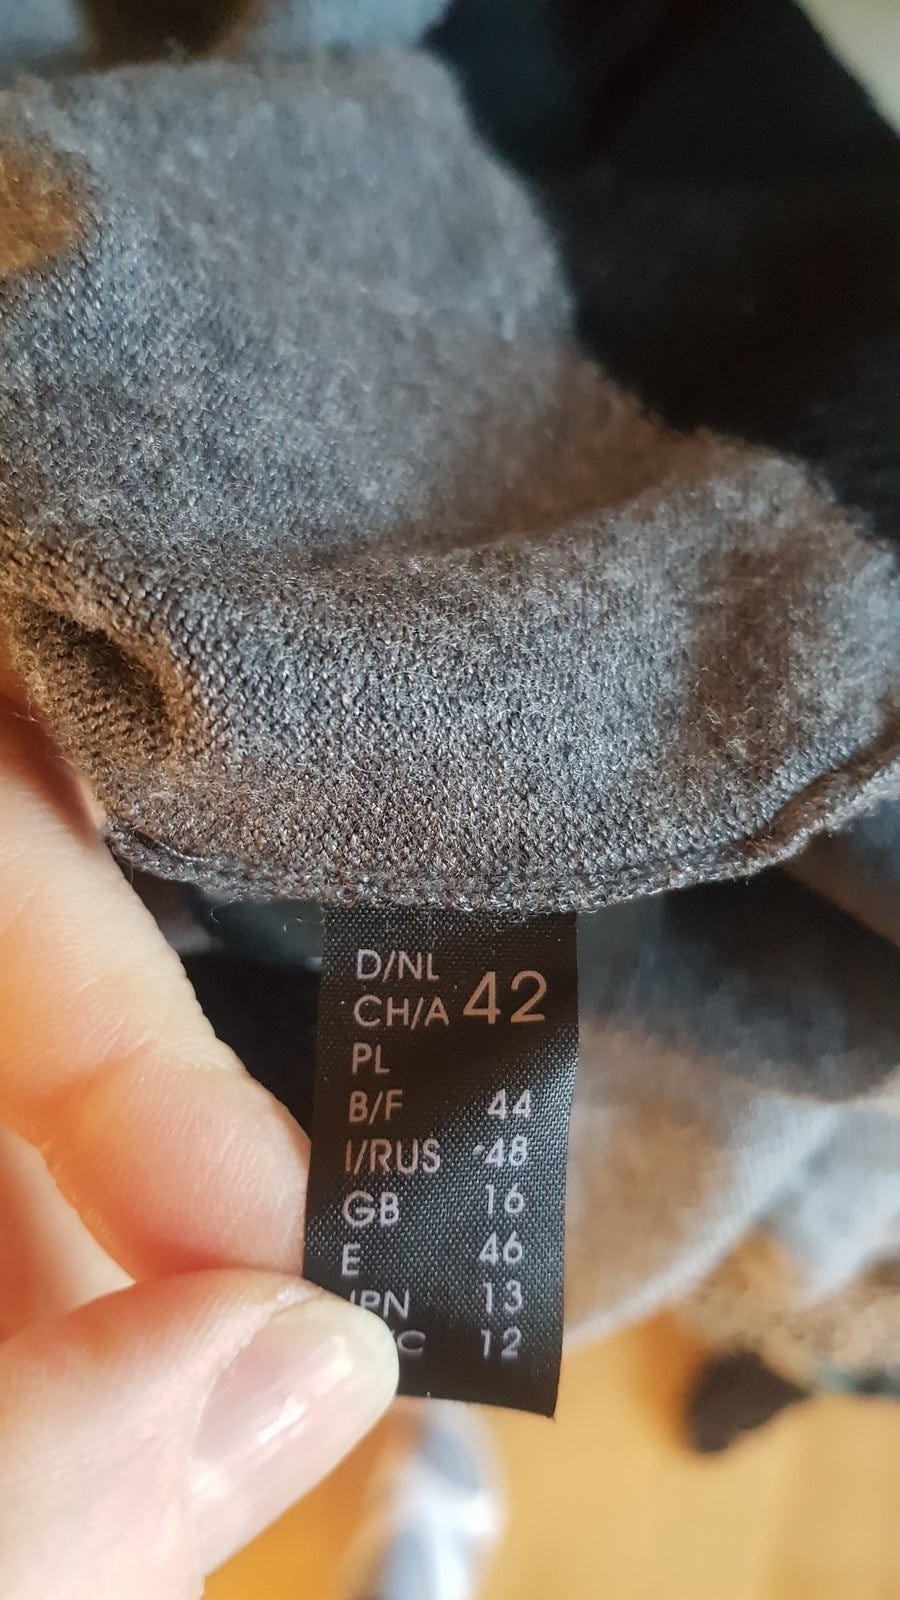 D/NL
CH/A 42
PL
B/F 44
I/RUS 48
GB 16
E 46
JPN 13
12